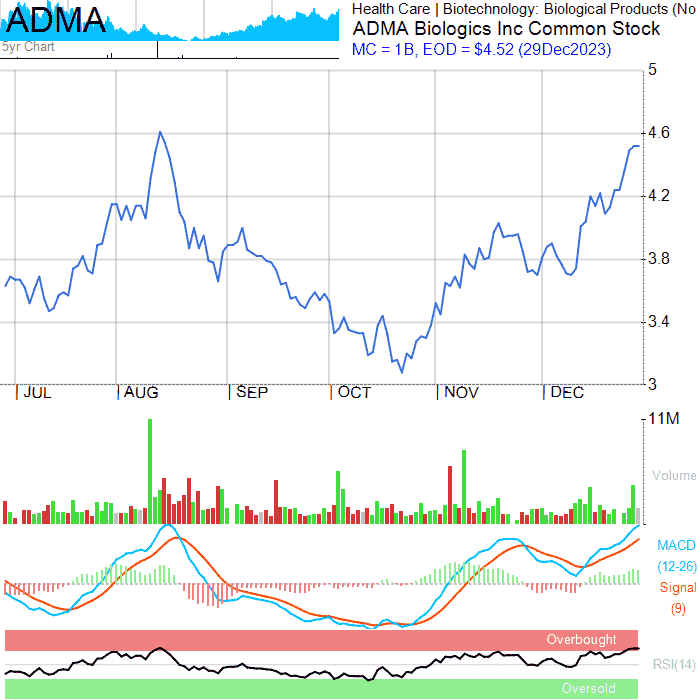 ADMA
5yr Chart
Health Care | Biotechnology: Biological Products (No
ADMA Biologics Inc Common Stock
MC = 1B, EOD = $4.52 (29Dec2023)
5
4.6
4.2
3.8
3.4
3
JUL AUG SEP OCT NOV DEC
11M
Volume
MACD
(12-26)
Signal
(9)
Overbought
RSI(14)
Oversold